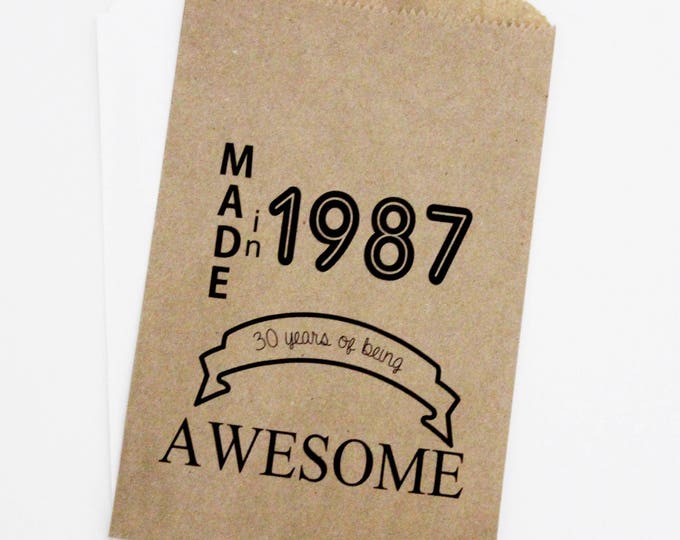 MADE in 1987
30 years of being
AWESOME